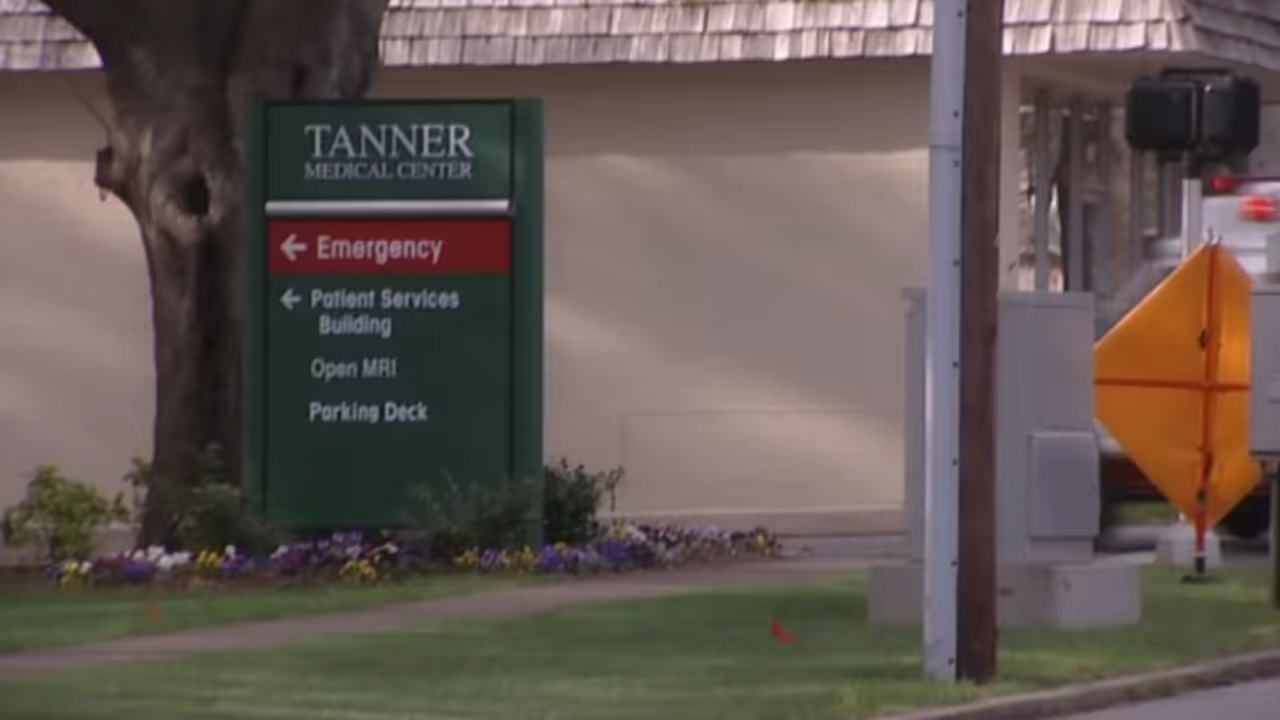 TANNER
MEDICAL CENTER
← Emergency
← Patient Services
Building
Open MRI
Parking Deck